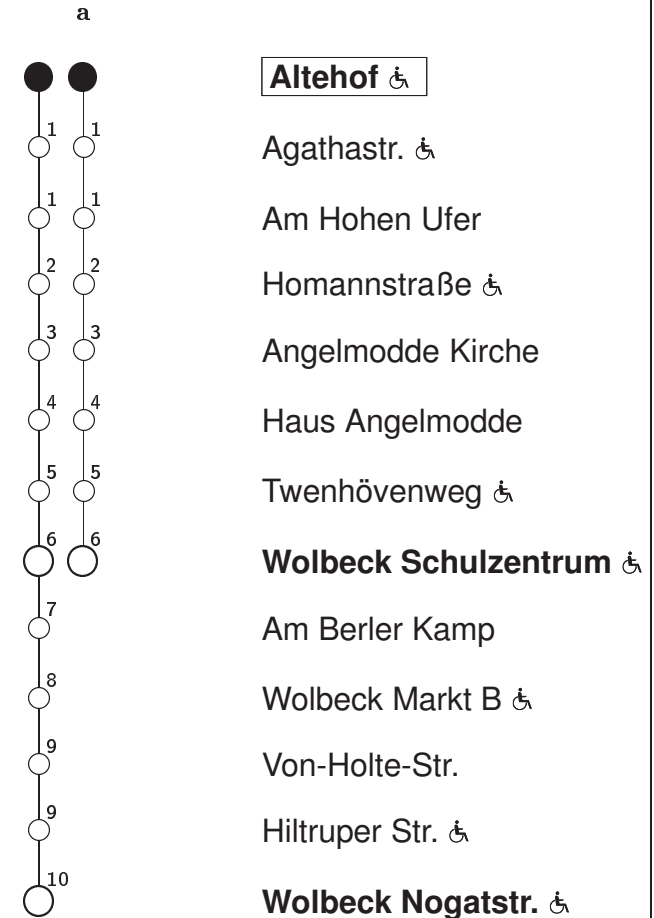 a
Altehof
1 1 Agathastr.
1 1 Am Hohen Ufer
2 2 Homannstraße
3 3 Angelmodde Kirche
4 4 Haus Angelmodde
5 5 Twenhövenweg
6 6 Wolbeck Schulzentrum
7 Am Berler Kamp
8 Wolbeck Markt B
9 Von-Holte-Str.
9 Hiltruper Str.
10 Wolbeck Nogatstr.